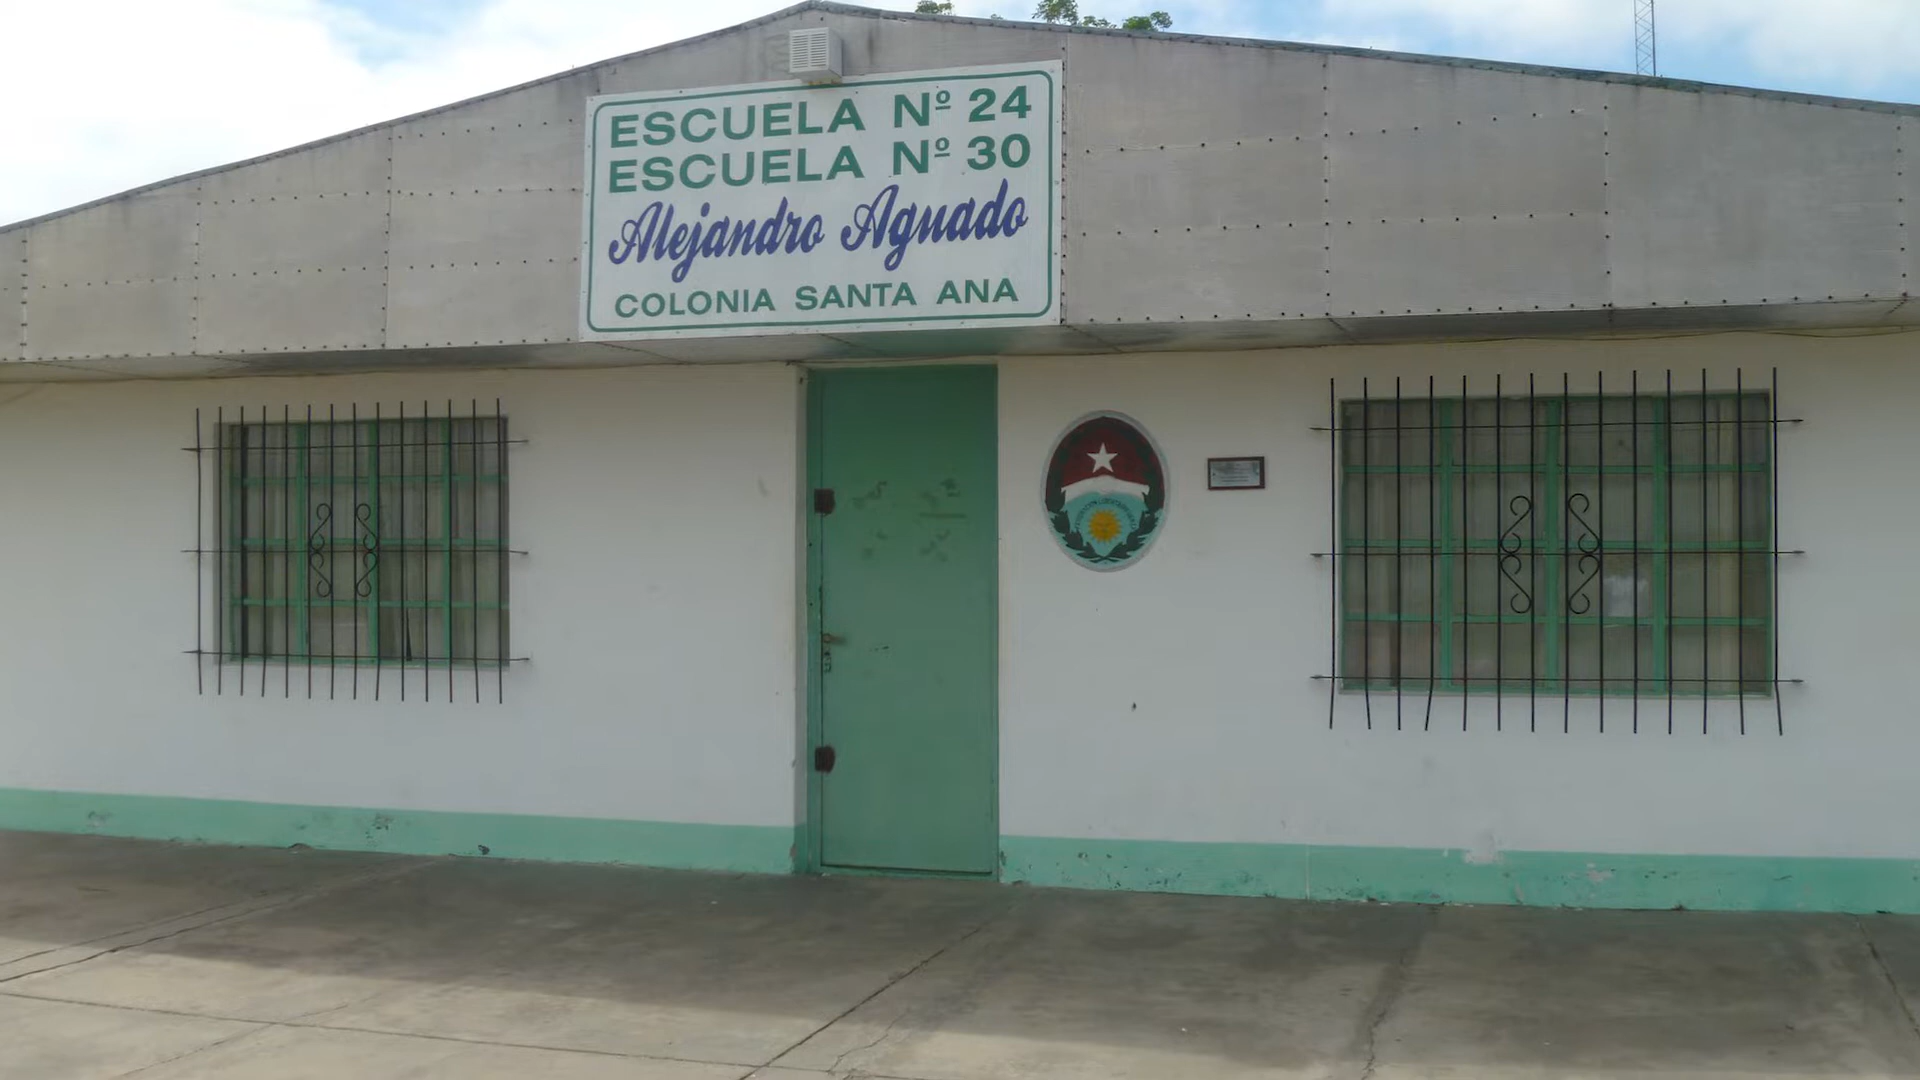 ESCUELA Nº 24
ESCUELA Nº 30
Alejandro Aguado
COLONIA SANTA ANA